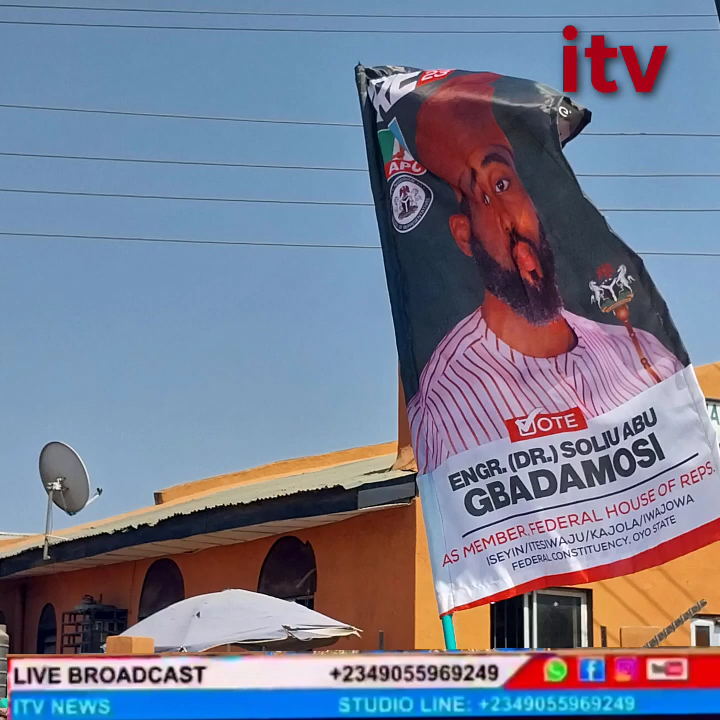 itv
APC
VOTE
ENGR. (DR.) SOLIU ABU
GBADAMOSI
AS MEMBER, FEDERAL HOUSE OF REPS.
ISEYIN/ITESIWAJU/KAJOLA/IWAJOWA
FEDERAL CONSTITUENCY, OYO STATE
LIVE BROADCAST +2349055969249
ITV NEWS STUDIO LINE: +2349055969249